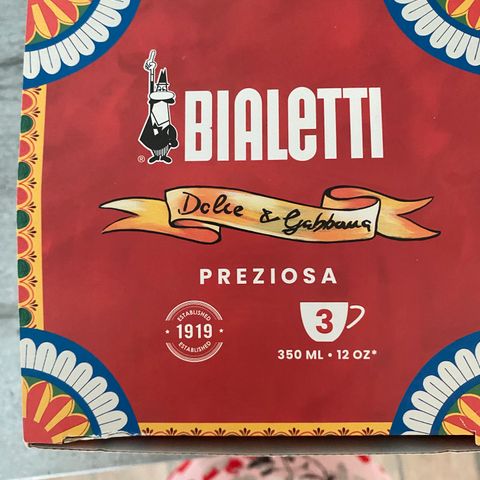 BIALETTI
®
Dolce & Gabbana
PREZIOSA
ESTABLISHED
1919
ESTABLISHED
3
350 ML • 12 OZ*